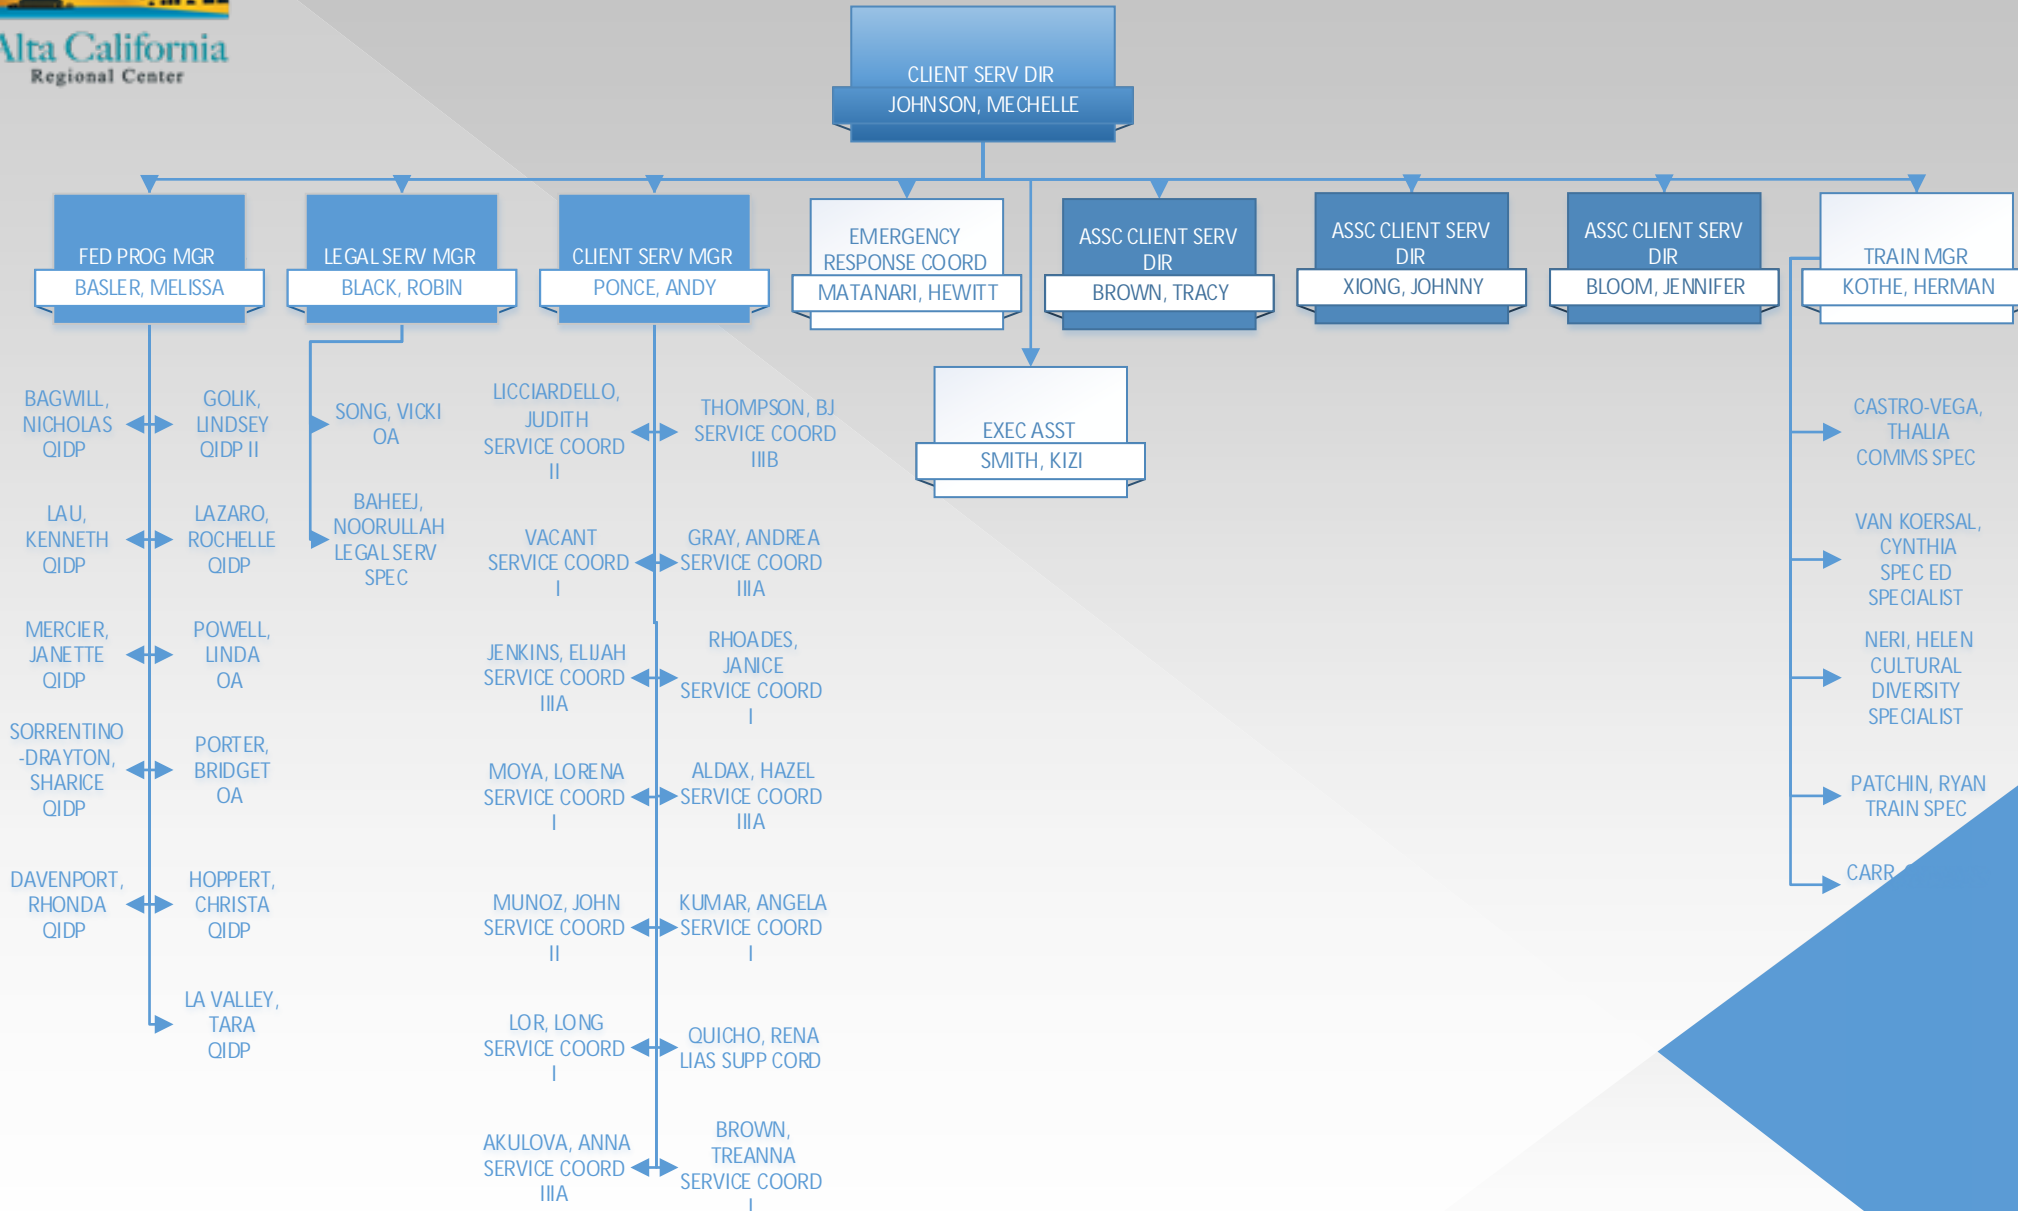 Alta California
Regional Center
CLIENT SERV DIR
JOHNSON, MECHELLE
FED PROG MGR
BASLER, MELISSA
LEGAL SERV MGR
BLACK, ROBIN
CLIENT SERV MGR
PONCE, ANDY
EMERGENCY
RESPONSE COORD
MATANARI, HEWITT
ASSC CLIENT SERV
DIR
BROWN, TRACY
ASSC CLIENT SERV
DIR
XIONG, JOHNNY
ASSC CLIENT SERV
DIR
BLOOM, JENNIFER
TRAIN MGR
KOTHE, HERMAN
EXEC ASST
SMITH, KIZI
BAGWILL,
NICHOLAS
QIDP
GOLIK,
LINDSEY
QIDP II
LAU,
KENNETH
QIDP
LAZARO,
ROCHELLE
QIDP
MERCIER,
JANETTE
QIDP
POWELL,
LINDA
OA
SORRENTINO
-DRAYTON,
SHARICE
QIDP
PORTER,
BRIDGET
OA
DAVENPORT,
RHONDA
QIDP
HOPPERT,
CHRISTA
QIDP
LA VALLEY,
TARA
QIDP
SONG, VICKI
OA
BAHEEJ,
NOORULLAH
LEGAL SERV
SPEC
LICCIARDELLO,
JUDITH
SERVICE COORD
II
THOMPSON, BJ
SERVICE COORD
IIIB
VACANT
SERVICE COORD
I
GRAY, ANDREA
SERVICE COORD
IIIA
JENKINS, ELIJAH
SERVICE COORD
IIIA
RHOADES,
JANICE
SERVICE COORD
I
MOYA, LORENA
SERVICE COORD
I
ALDAX, HAZEL
SERVICE COORD
IIIA
MUNOZ, JOHN
SERVICE COORD
II
KUMAR, ANGELA
SERVICE COORD
I
LOR, LONG
SERVICE COORD
I
QUICHO, RENA
LIAS SUPP CORD
AKULOVA, ANNA
SERVICE COORD
IIIA
BROWN,
TREANNA
SERVICE COORD
I
CASTRO-VEGA,
THALIA
COMMS SPEC
VAN KOERSAL,
CYNTHIA
SPEC ED
SPECIALIST
NERI, HELEN
CULTURAL
DIVERSITY
SPECIALIST
PATCHIN, RYAN
TRAIN SPEC
CARR,